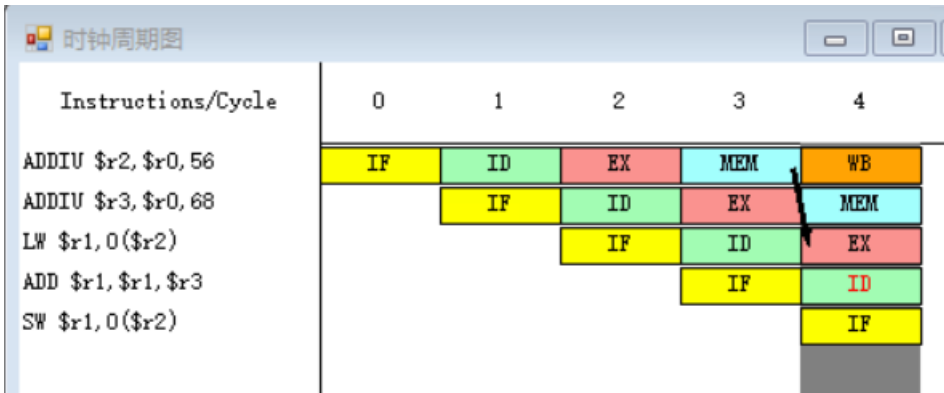 时钟周期图
Instructions/Cycle 0 1 2 3 4
ADDIU $r2,$r0,56 IF ID EX MEM WB
ADDIU $r3,$r0,68 IF ID EX MEM
LW $r1,0($r2) IF ID EX
ADD $r1,$r1,$r3 IF ID
SW $r1,0($r2) IF